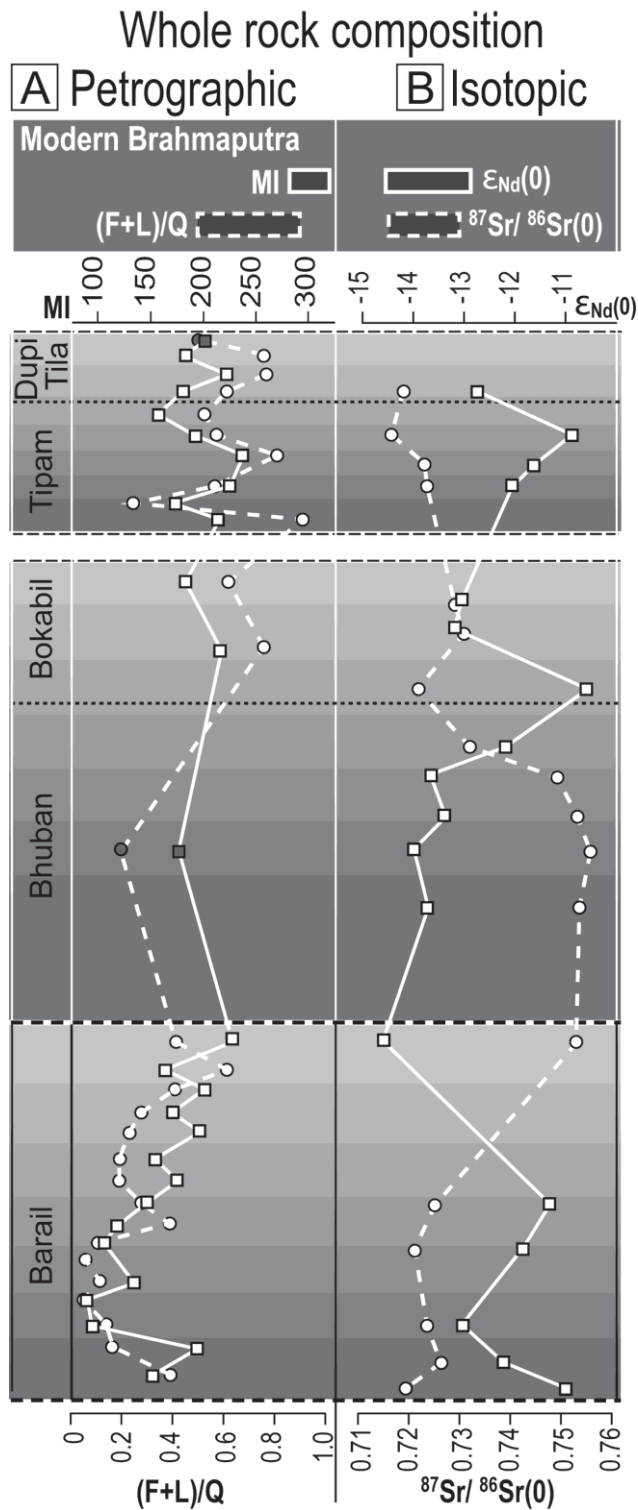 Whole rock composition
A Petrographic
B Isotopic
Modern Brahmaputra
MI
εNd(0)
(F+L)/Q
87Sr/ 86Sr(0)
MI 100 150 200 250 300
-15 -14 -13 -12 -11 εNd(0)
Dupi
Tila
Tipam
Bokabil
Bhuban
Barail
0 0.2 0.4 0.6 0.8 1.0
0.71 0.72 0.73 0.74 0.75 0.76
(F+L)/Q
87Sr/ 86Sr(0)